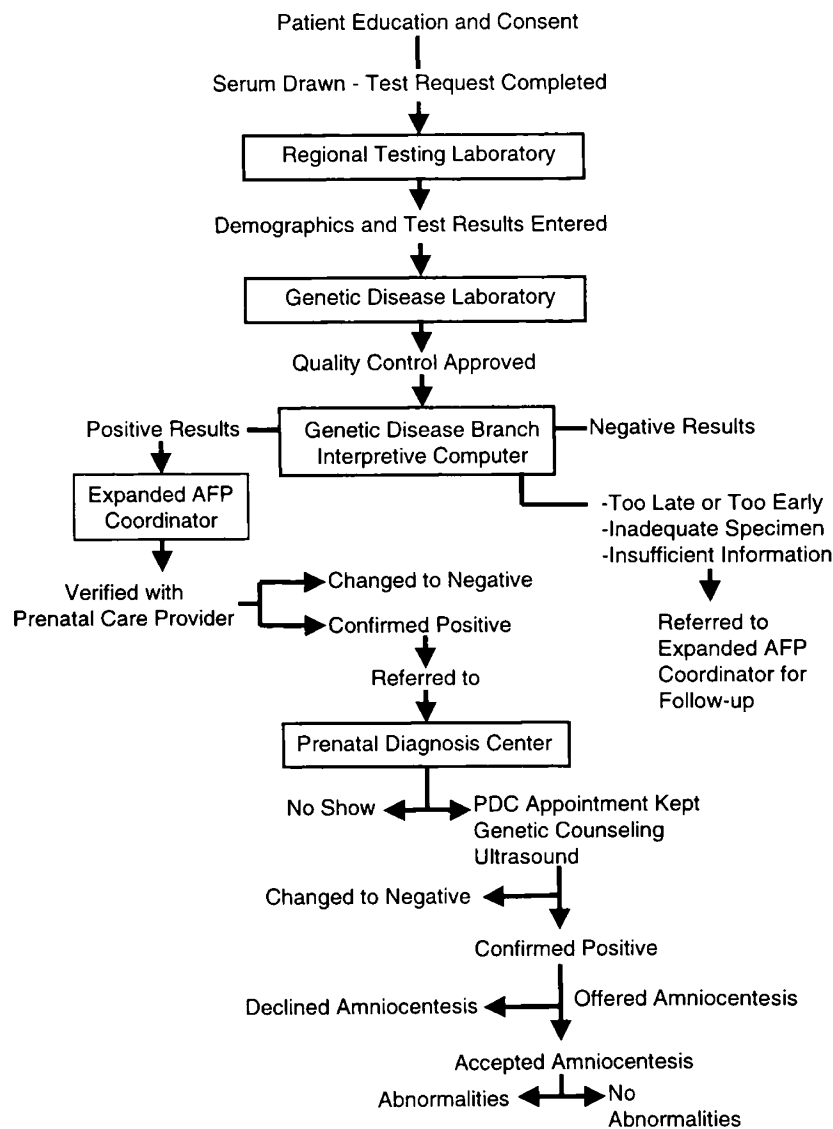 Patient Education and Consent
Serum Drawn - Test Request Completed
Regional Testing Laboratory
Demographics and Test Results Entered
Genetic Disease Laboratory
Quality Control Approved
Positive Results
Genetic Disease Branch
Interpretive Computer
Negative Results
Expanded AFP
Coordinator
-Too Late or Too Early
-Inadequate Specimen
-Insufficient Information
Verified with
Prenatal Care Provider
Changed to Negative
Confirmed Positive
Referred to
Expanded AFP
Coordinator for
Follow-up
Referred to
Prenatal Diagnosis Center
No Show
PDC Appointment Kept
Genetic Counseling
Ultrasound
Changed to Negative
Confirmed Positive
Declined Amniocentesis
Offered Amniocentesis
Accepted Amniocentesis
Abnormalities
No
Abnormalities